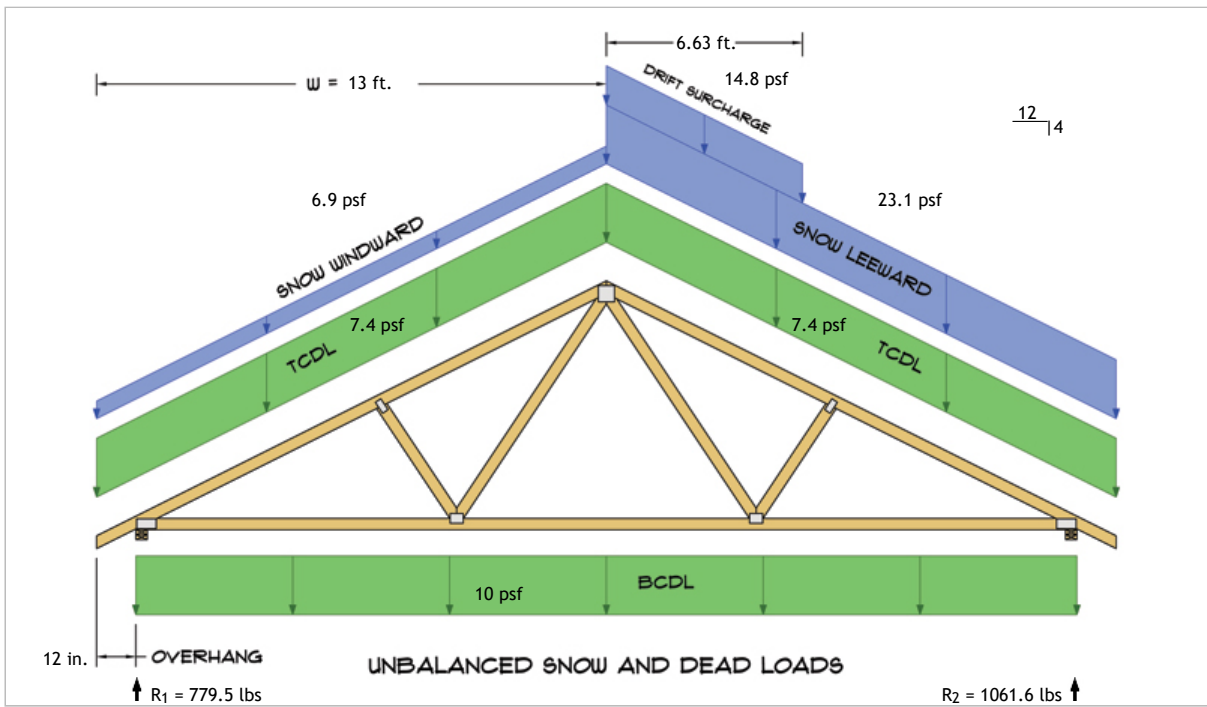 6.63 ft.
W = 13 ft.
DRIFT SURCHARGE
14.8 psf
12
4
6.9 psf
23.1 psf
SNOW WINDWARD
SNOW LEEWARD
7.4 psf
7.4 psf
TCDL
TCDL
10 psf
BCDL
12 in.
OVERHANG
UNBALANCED SNOW AND DEAD LOADS
R1 = 779.5 lbs
R2 = 1061.6 lbs